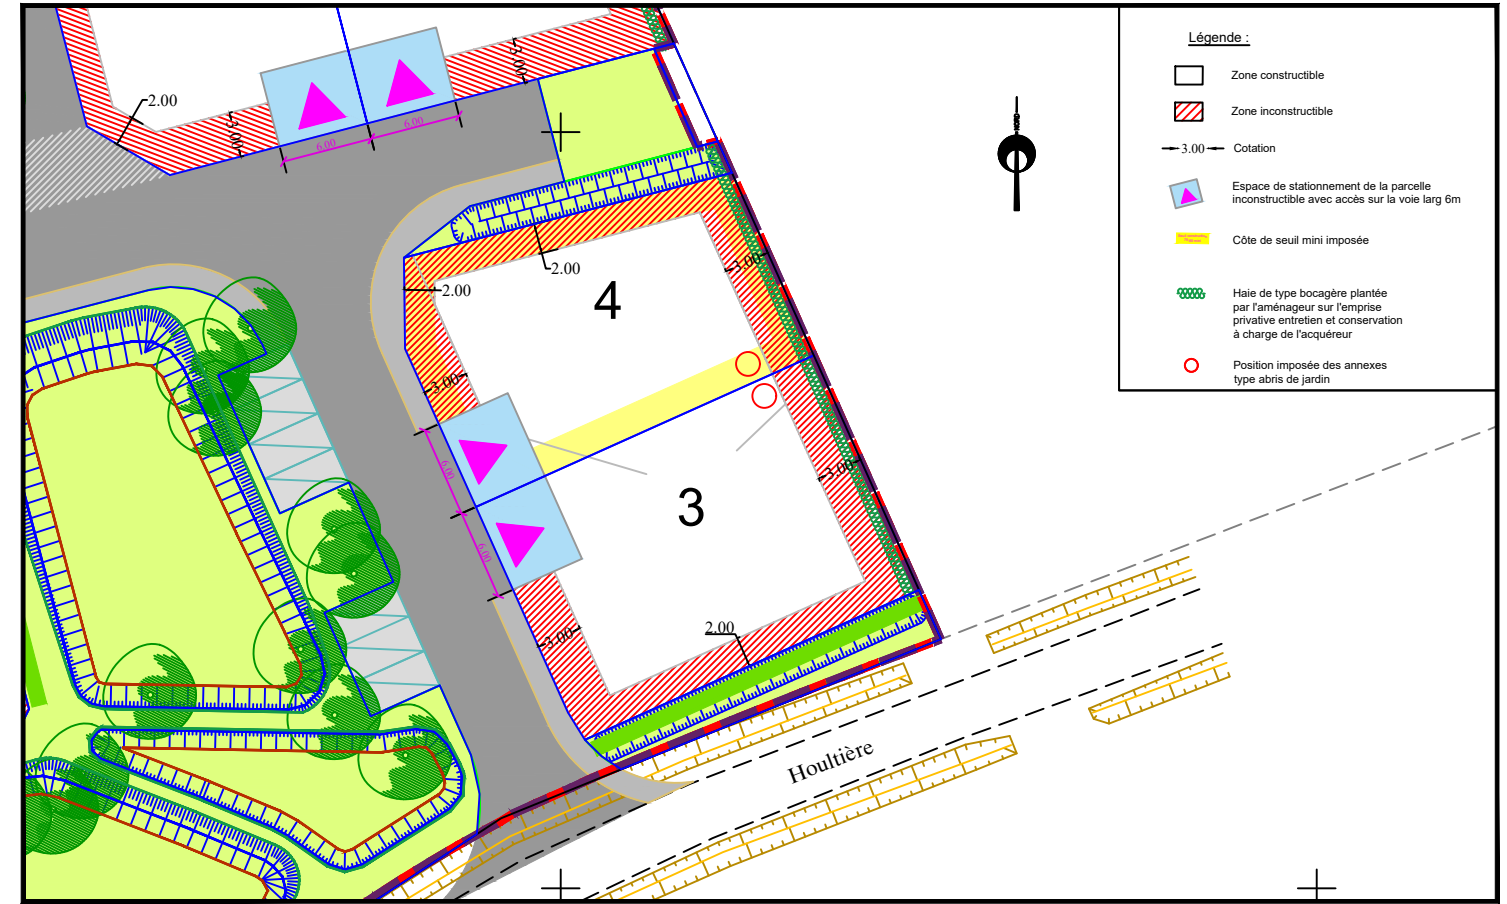 Légende :
Zone constructible
Zone inconstructible
3.00
Cotation
Espace de stationnement de la parcelle
inconstructible avec accès sur la voie larg 6m
Côte de seuil mini imposée
Haie de type bocagère plantée
par l'aménageur sur l'emprise
privative entretien et conservation
à charge de l'acquéreur
Position imposée des annexes
type abris de jardin
NORD
2.00
3.00
6.00
6.00
3.00
2.00
2.00
3.00
3.00
4
6.00
6.00
3.00
3
3.00
2.00
Houltière